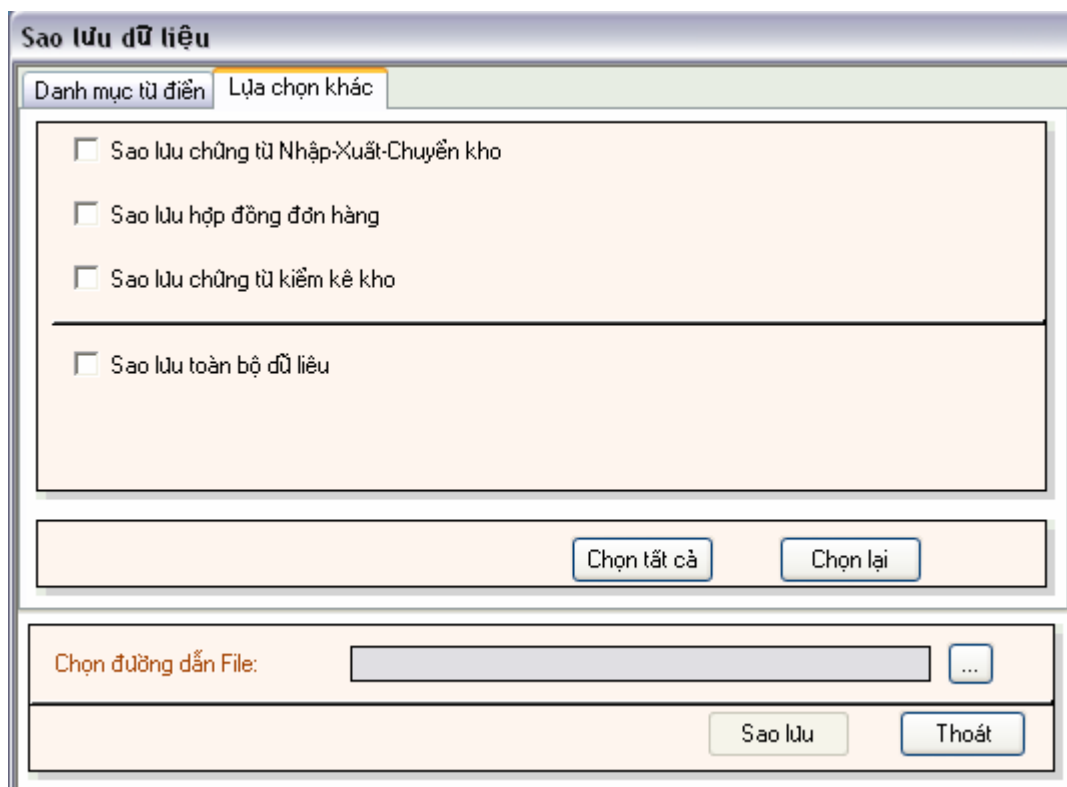 Sao lưu dữ liệu
Danh mục từ điển
Lựa chọn khác
Sao lưu chứng từ Nhập-Xuất-Chuyển kho
Sao lưu hợp đồng đơn hàng
Sao lưu chứng từ kiểm kê kho
Sao lưu toàn bộ dữ liêu
Chọn tất cả
Chọn lại
Chọn đường dẫn File:
...
Sao lưu
Thoát